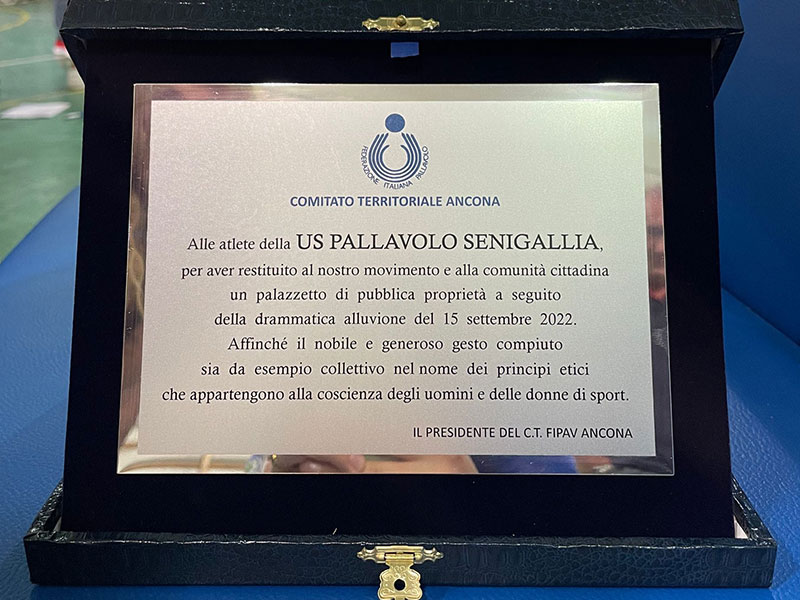 FEDERAZIONE ITALIANA PALLAVOLO
COMITATO TERRITORIALE ANCONA
Alle atlete della US PALLAVOLO SENIGALLIA,
per aver restituito al nostro movimento e alla comunità cittadina
un palazzetto di pubblica proprietà a seguito
della drammatica alluvione del 15 settembre 2022.
Affinché il nobile e generoso gesto compiuto
sia da esempio collettivo nel nome dei principi etici
che appartengono alla coscienza degli uomini e delle donne di sport.
IL PRESIDENTE DEL C.T. FIPAV ANCONA